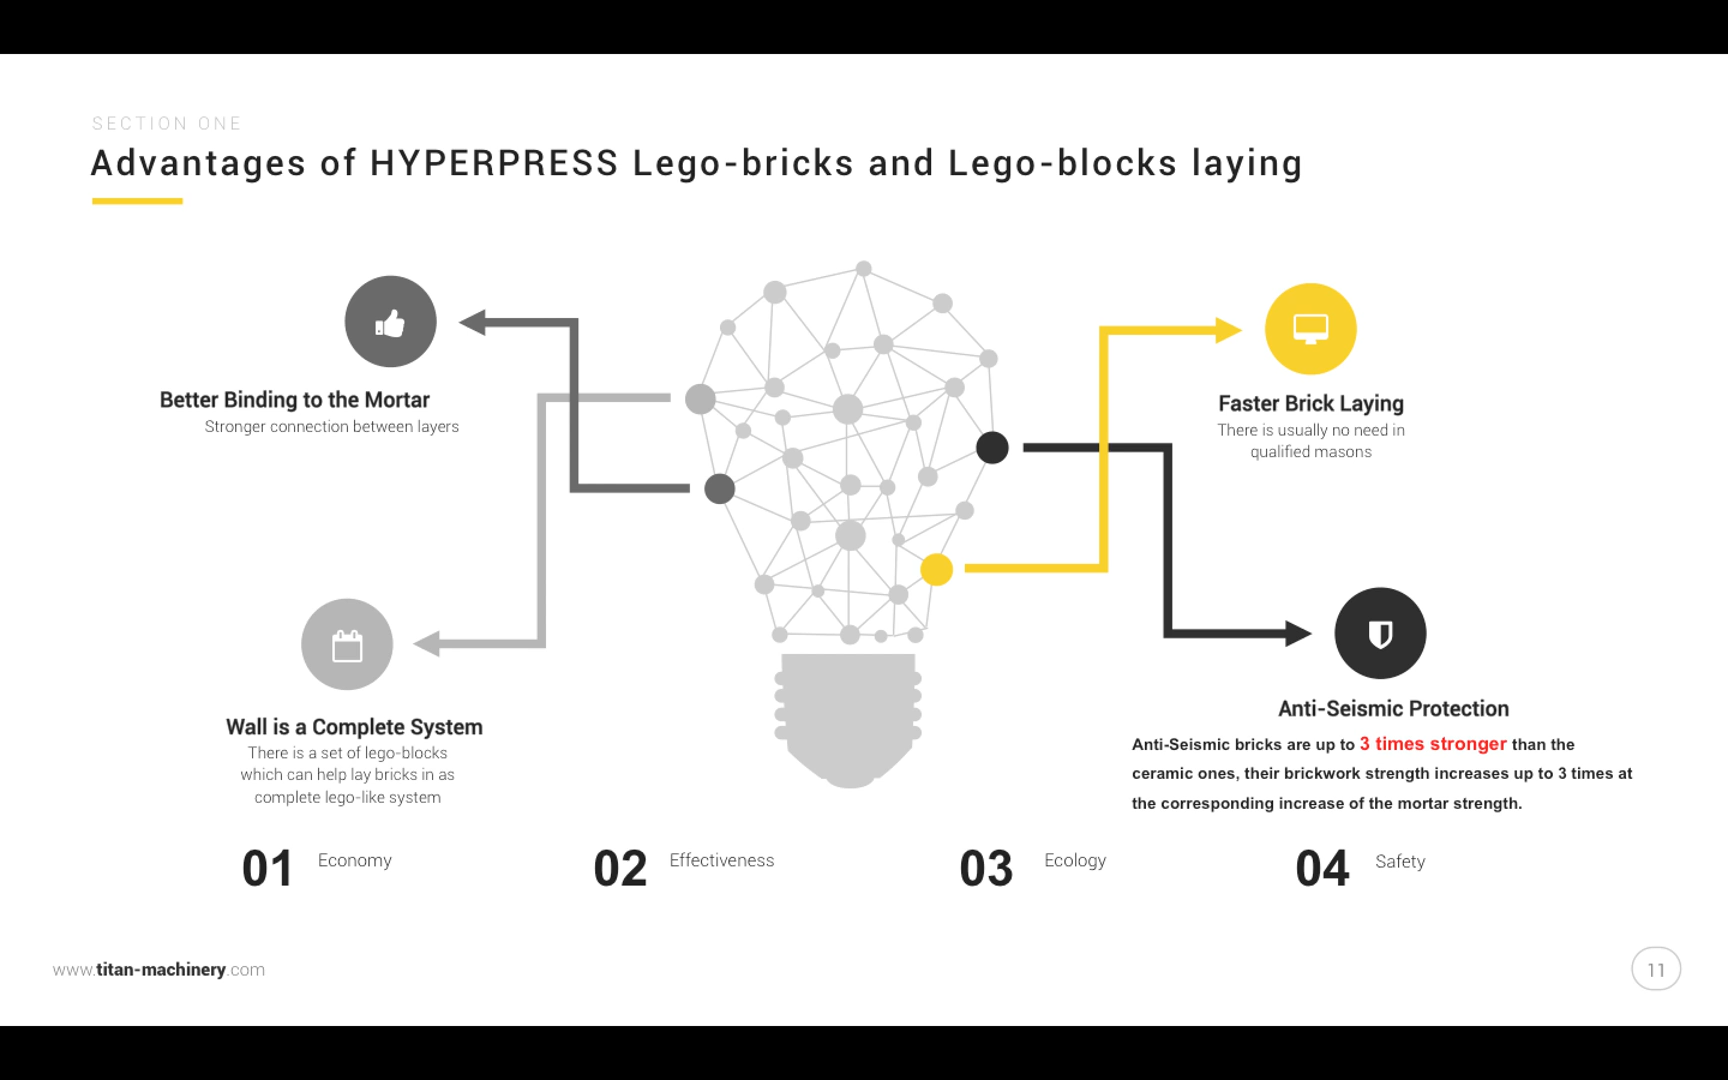 SECTION ONE
Advantages of HYPERPRESS Lego-bricks and Lego-blocks laying
Better Binding to the Mortar
Stronger connection between layers
Faster Brick Laying
There is usually no need in
qualified masons
Wall is a Complete System
There is a set of lego-blocks
which can help lay bricks in as
complete lego-like system
Anti-Seismic Protection
Anti-Seismic bricks are up to 3 times stronger than the
ceramic ones, their brickwork strength increases up to 3 times at
the corresponding increase of the mortar strength.
01 Economy
02 Effectiveness
03 Ecology
04 Safety
www.titan-machinery.com
11